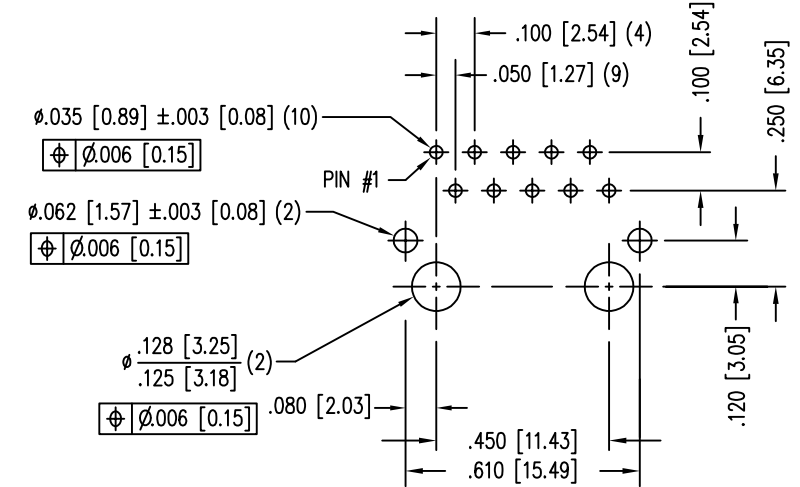 .100 [2.54] (4)
.050 [1.27] (9)
.100 [2.54]
.250 [6.35]
ø.035 [0.89] ±.003 [0.08] (10)
⌖ Ø.006 [0.15]
PIN #1
ø.062 [1.57] ±.003 [0.08] (2)
⌖ Ø.006 [0.15]
ø .128 [3.25] (2)
.125 [3.18]
⌖ Ø.006 [0.15]
.080 [2.03]
.120 [3.05]
.450 [11.43]
.610 [15.49]